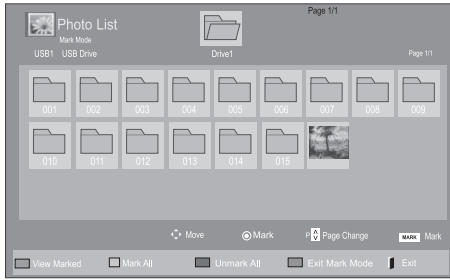 Page 1/1
Photo List
Mark Mode
USB1 USB Drive Drive1 Page 1/1
001 002 003 004 005 006 007 008 009
010 011 012 013 014 015
Move Mark P Page Change MARK Mark
View Marked Mark All Unmark All Exit Mark Mode Exit